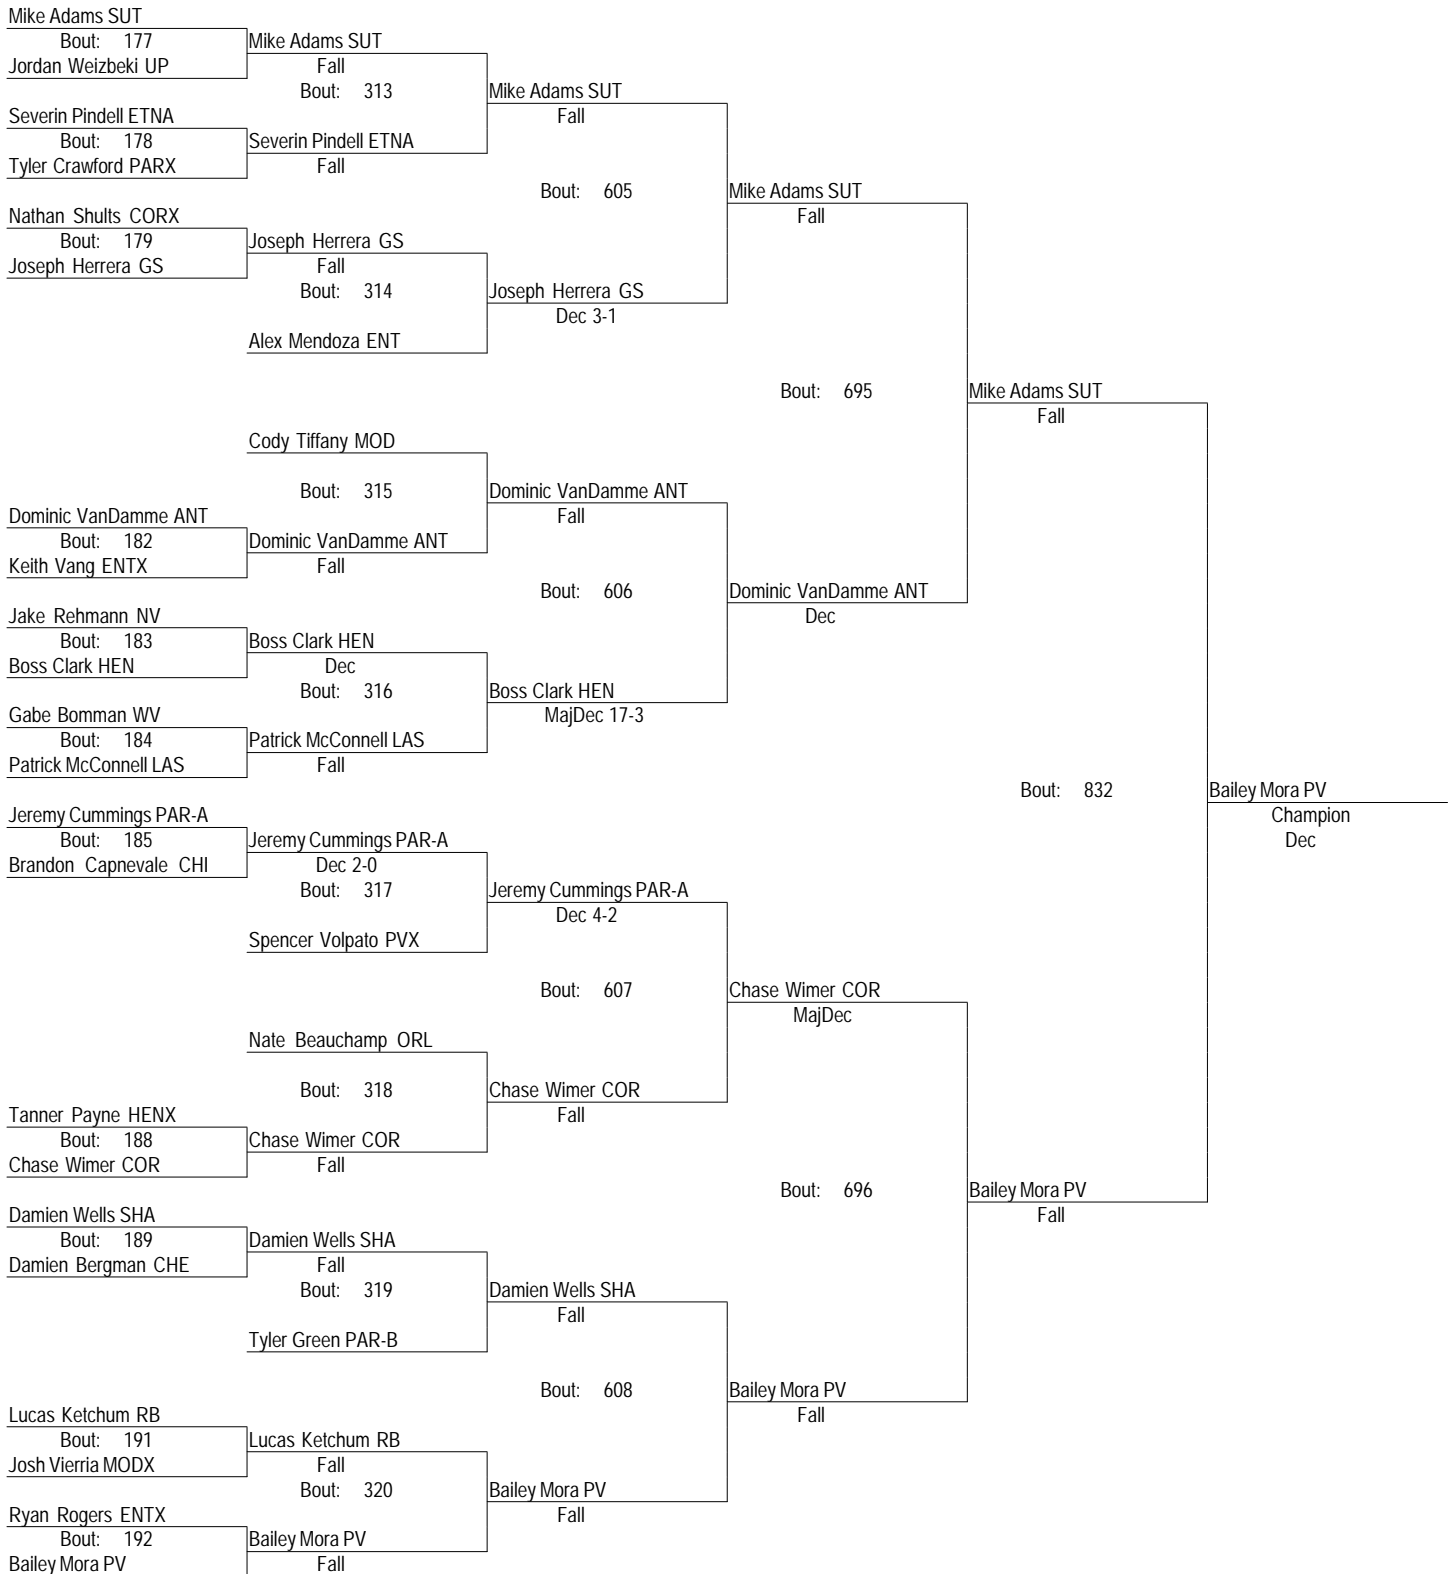 Mike Adams SUT
Bout: 177 Mike Adams SUT
Jordan Weizbeki UP Fall
Bout: 313 Mike Adams SUT
Severin Pindell ETNA Fall
Bout: 178 Severin Pindell ETNA
Tyler Crawford PARX Fall
Bout: 605 Mike Adams SUT
Nathan Shults CORX Fall
Bout: 179 Joseph Herrera GS
Joseph Herrera GS Fall
Bout: 314 Joseph Herrera GS
Dec 3-1
Alex Mendoza ENT
Bout: 695 Mike Adams SUT
Fall
Cody Tiffany MOD
Bout: 315 Dominic VanDamme ANT
Dominic VanDamme ANT Fall
Bout: 182 Dominic VanDamme ANT
Keith Vang ENTX Fall
Bout: 606 Dominic VanDamme ANT
Jake Rehmann NV Dec
Bout: 183 Boss Clark HEN
Boss Clark HEN Dec
Bout: 316 Boss Clark HEN
Gabe Bomman WV MajDec 17-3
Bout: 184 Patrick McConnell LAS
Patrick McConnell LAS Fall
Bout: 832 Bailey Mora PV
Jeremy Cummings PAR-A Champion
Bout: 185 Jeremy Cummings PAR-A Dec
Brandon Capnevale CHI Dec 2-0
Bout: 317 Jeremy Cummings PAR-A
Dec 4-2
Spencer Volpato PVX
Bout: 607 Chase Wimer COR
MajDec
Nate Beauchamp ORL
Bout: 318 Chase Wimer COR
Tanner Payne HENX Fall
Bout: 188 Chase Wimer COR
Chase Wimer COR Fall
Bout: 696 Bailey Mora PV
Damien Wells SHA Fall
Bout: 189 Damien Wells SHA
Damien Bergman CHE Fall
Bout: 319 Damien Wells SHA
Fall
Tyler Green PAR-B
Bout: 608 Bailey Mora PV
Lucas Ketchum RB Fall
Bout: 191 Lucas Ketchum RB
Josh Vierria MODX Fall
Bout: 320 Bailey Mora PV
Ryan Rogers ENTX Fall
Bout: 192 Bailey Mora PV
Bailey Mora PV Fall